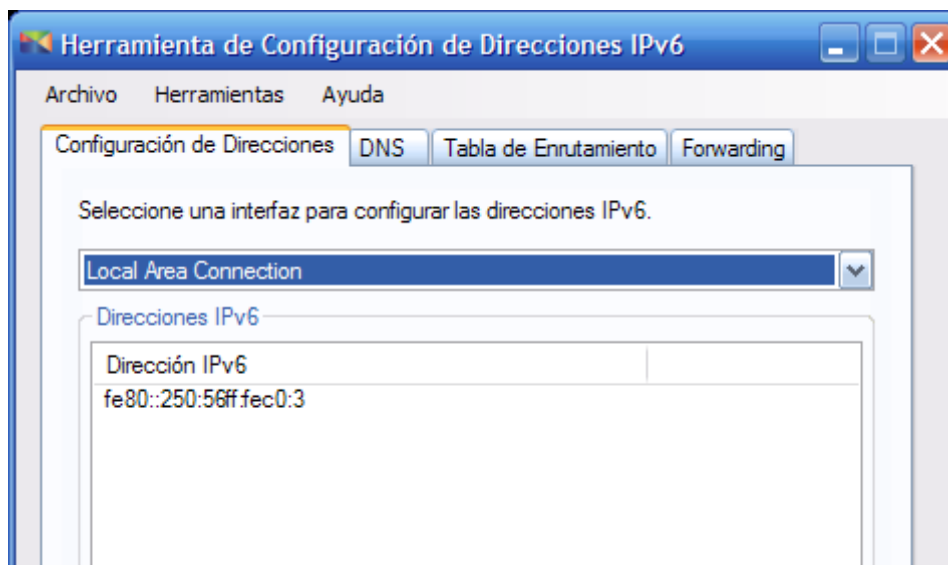 Herramienta de Configuración de Direcciones IPv6
Archivo Herramientas Ayuda
Configuración de Direcciones DNS Tabla de Enrutamiento Forwarding
Seleccione una interfaz para configurar las direcciones IPv6.
Local Area Connection
Direcciones IPv6
Dirección IPv6
fe80::250:56ff:fec0:3